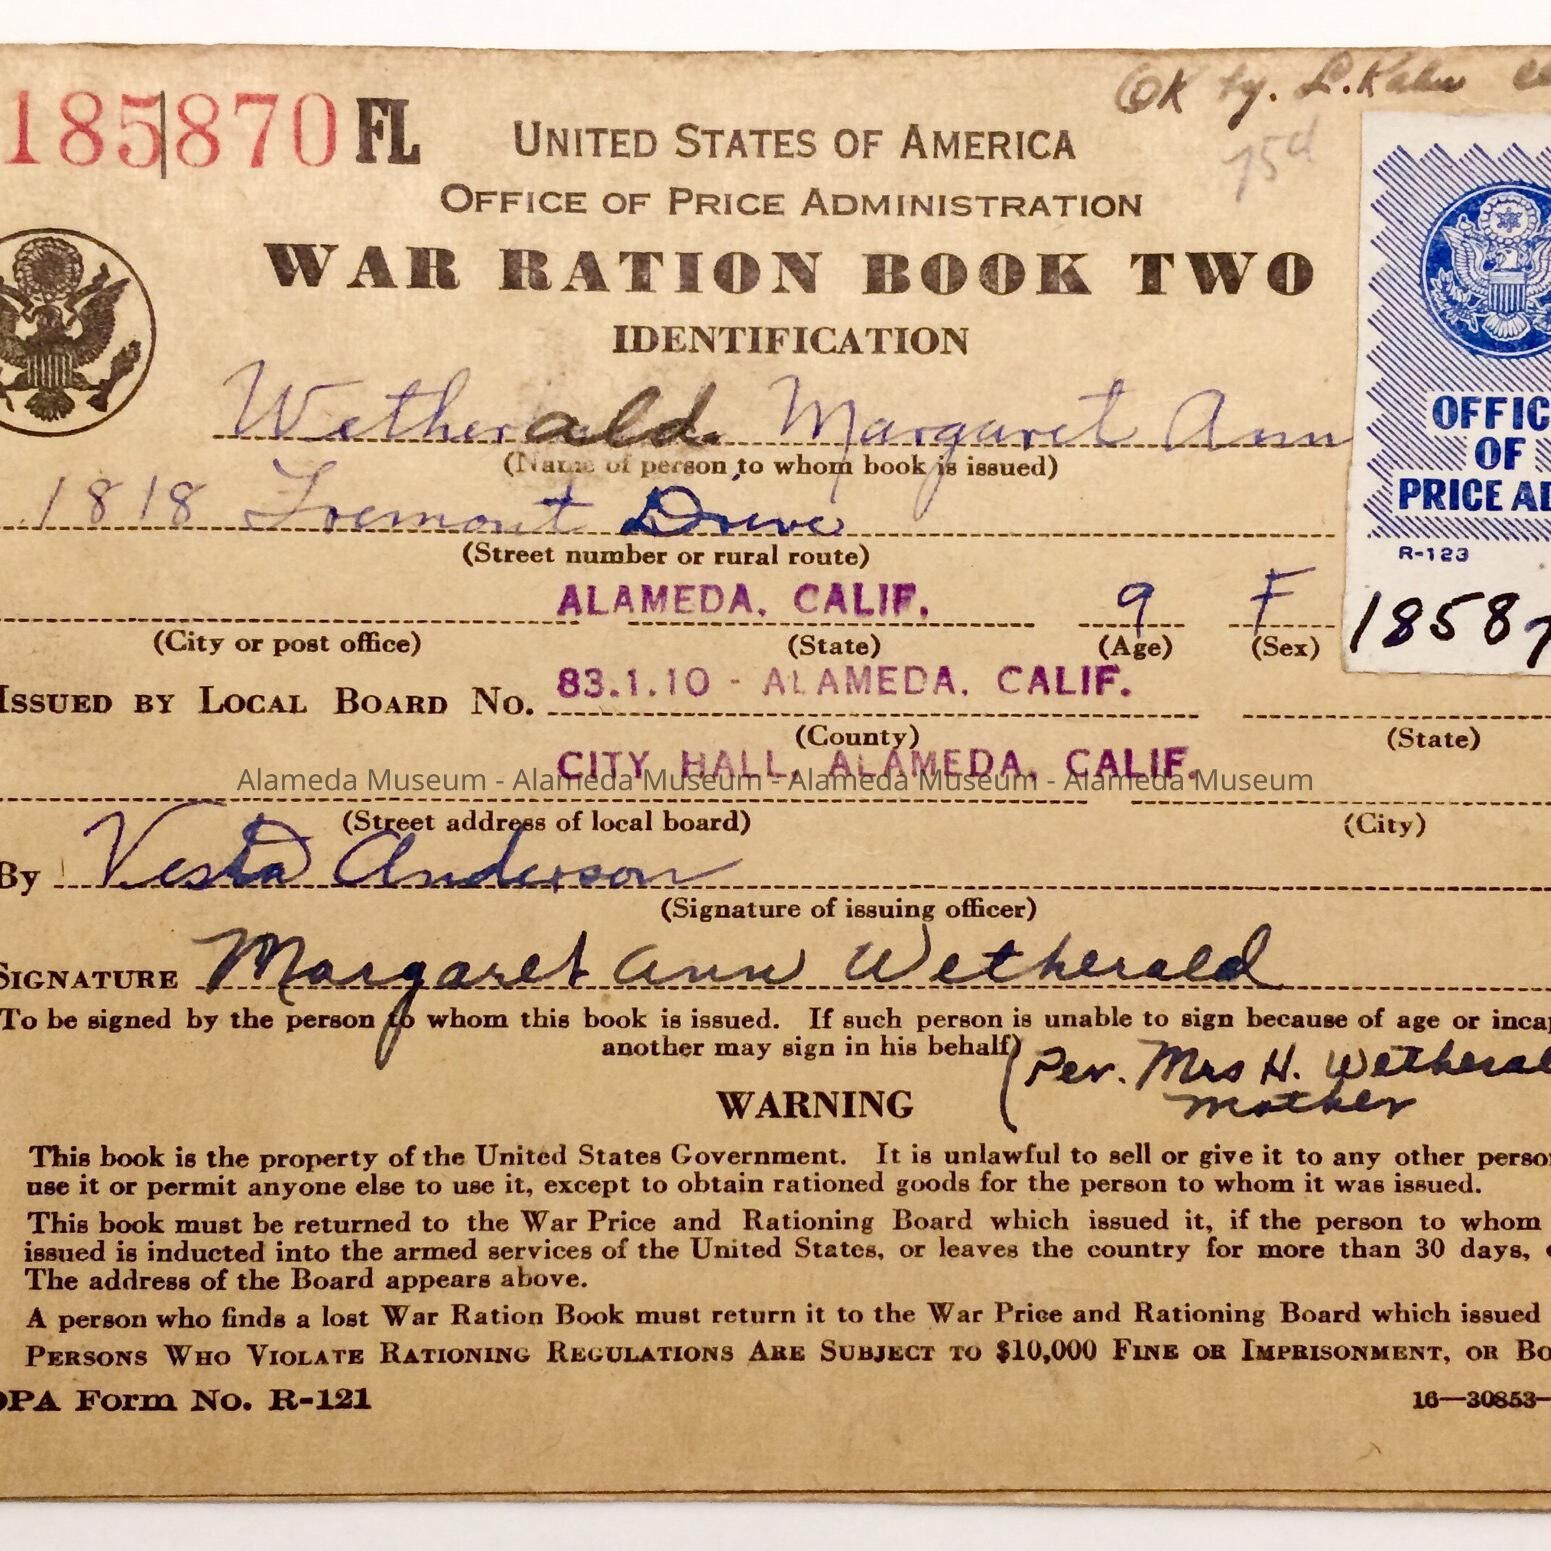 OK by. L. Kahn
185870 FL
75d
UNITED STATES OF AMERICA
OFFICE OF PRICE ADMINISTRATION
WAR RATION BOOK TWO
IDENTIFICATION
Wetherald. Margaret Ann
(Name of person to whom book is issued)
1818 Fremont Drive
(Street number or rural route)
ALAMEDA, CALIF. 9 F
(City or post office) (State) (Age) (Sex)
ISSUED BY LOCAL BOARD NO. 83.1.10 - ALAMEDA, CALIF.
(County) (State)
CITY HALL, ALAMEDA, CALIF.
Alameda Museum - Alameda Museum - Alameda Museum - Alameda Museum
(Street address of local board) (City)
By Vesta Anderson
(Signature of issuing officer)
SIGNATURE Margaret Ann Wetherald
To be signed by the person to whom this book is issued. If such person is unable to sign because of age or incap
another may sign in his behalf)
(Per. Mrs H. Wetheral
mother
WARNING
This book is the property of the United States Government. It is unlawful to sell or give it to any other perso
use it or permit anyone else to use it, except to obtain rationed goods for the person to whom it was issued.
This book must be returned to the War Price and Rationing Board which issued it, if the person to whom
issued is inducted into the armed services of the United States, or leaves the country for more than 30 days,
The address of the Board appears above.
A person who finds a lost War Ration Book must return it to the War Price and Rationing Board which issued
PERSONS WHO VIOLATE RATIONING REGULATIONS ARE SUBJECT TO $10,000 FINE OR IMPRISONMENT, OR BO
OPA Form No. R-121 16—30853—
OFFIC
OF
PRICE AD
R-123
18587